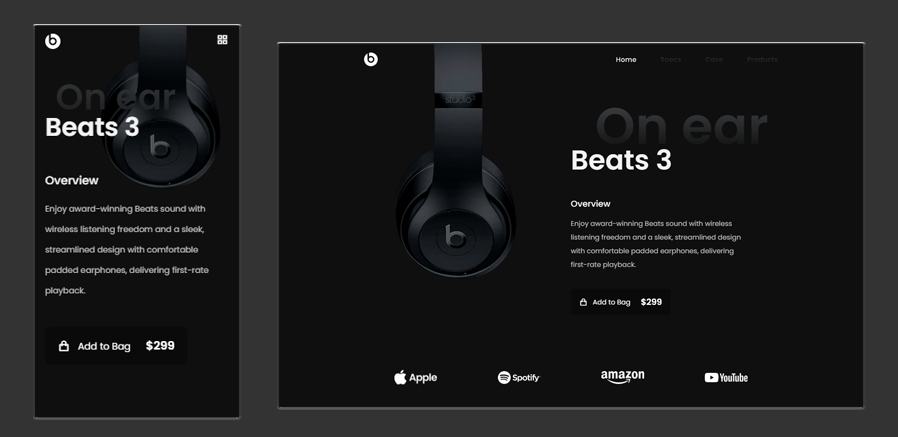 On ear
Beats 3
Overview
Enjoy award-winning Beats sound with
wireless listening freedom and a sleek,
streamlined design with comfortable
padded earphones, delivering first-rate
playback.
Add to Bag $299
Home Specs Case Products
studio3
On ear
Beats 3
Overview
Enjoy award-winning Beats sound with wireless
listening freedom and a sleek, streamlined design
with comfortable padded earphones, delivering
first-rate playback.
Add to Bag $299
Apple Spotify amazon YouTube